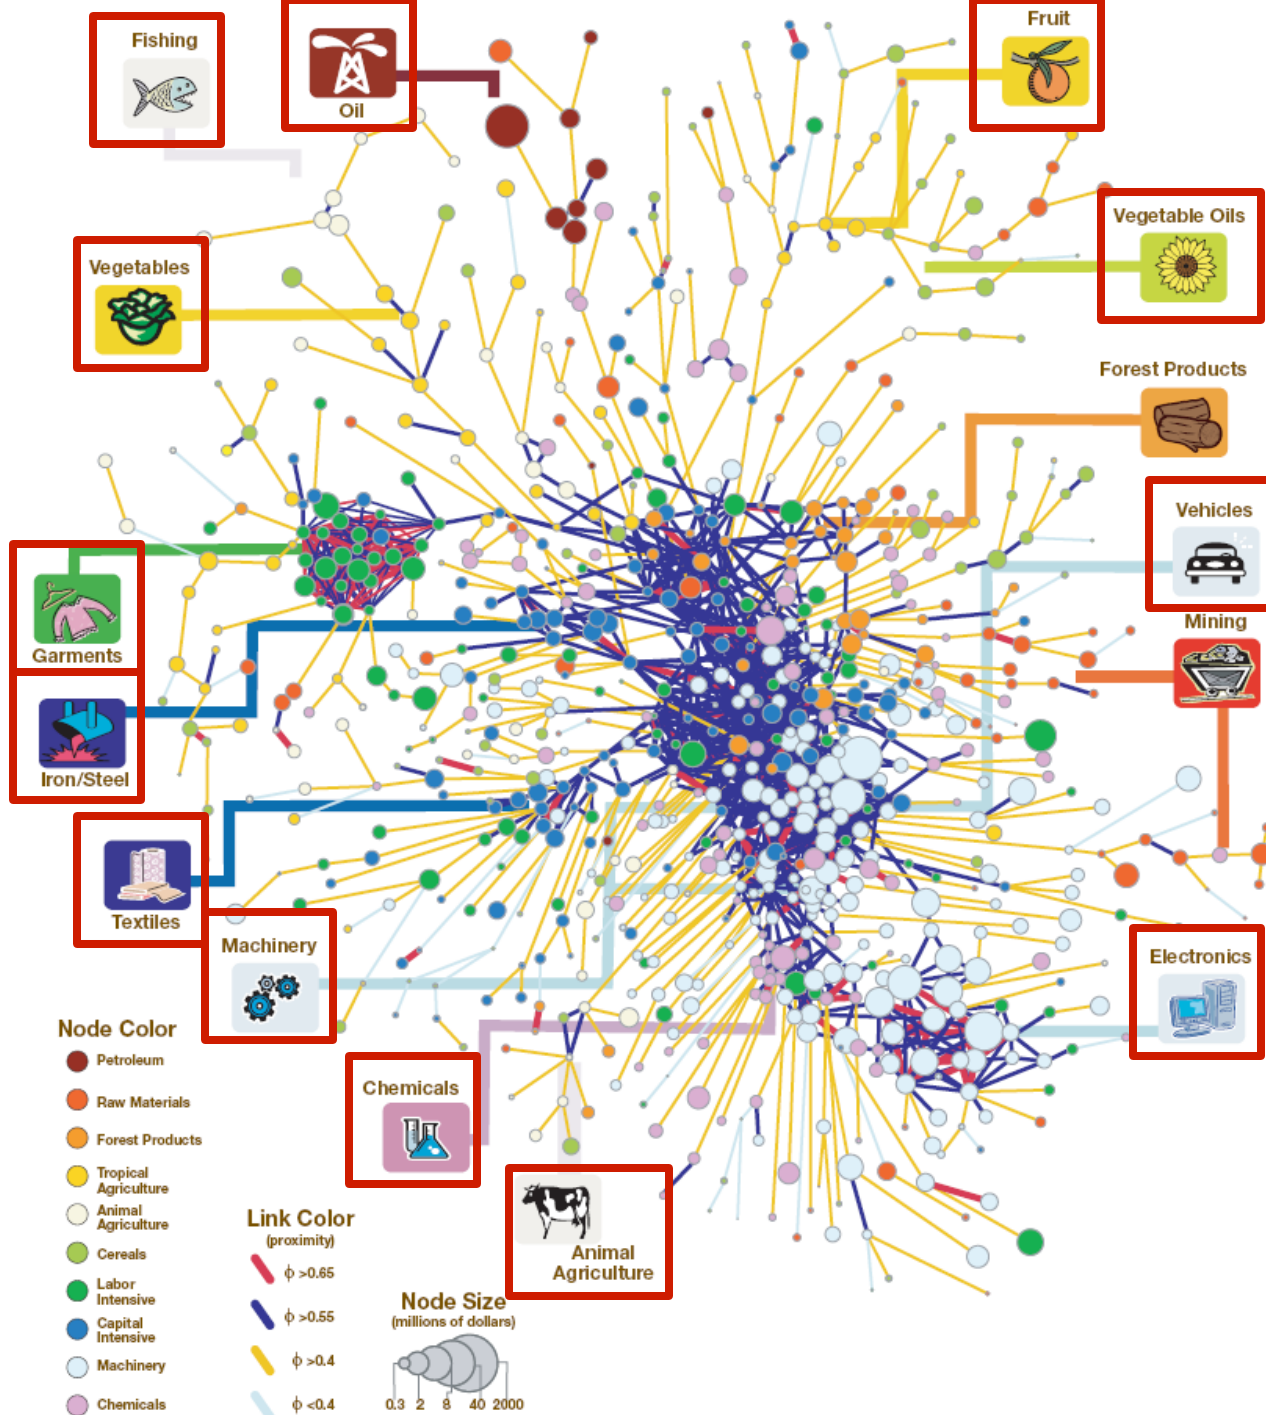 Fishing
Oil
Fruit
Vegetable Oils
Vegetables
Forest Products
Vehicles
Mining
Garments
Iron/Steel
Textiles
Machinery
Electronics
Chemicals
Animal
Agriculture
Node Color
Petroleum
Raw Materials
Forest Products
Tropical
Agriculture
Animal
Agriculture
Cereals
Labor
Intensive
Capital
Intensive
Machinery
Chemicals
Link Color
(proximity)
ϕ >0.65
ϕ >0.55
ϕ >0.4
ϕ <0.4
Node Size
(millions of dollars)
0.3 2 8 40 2000